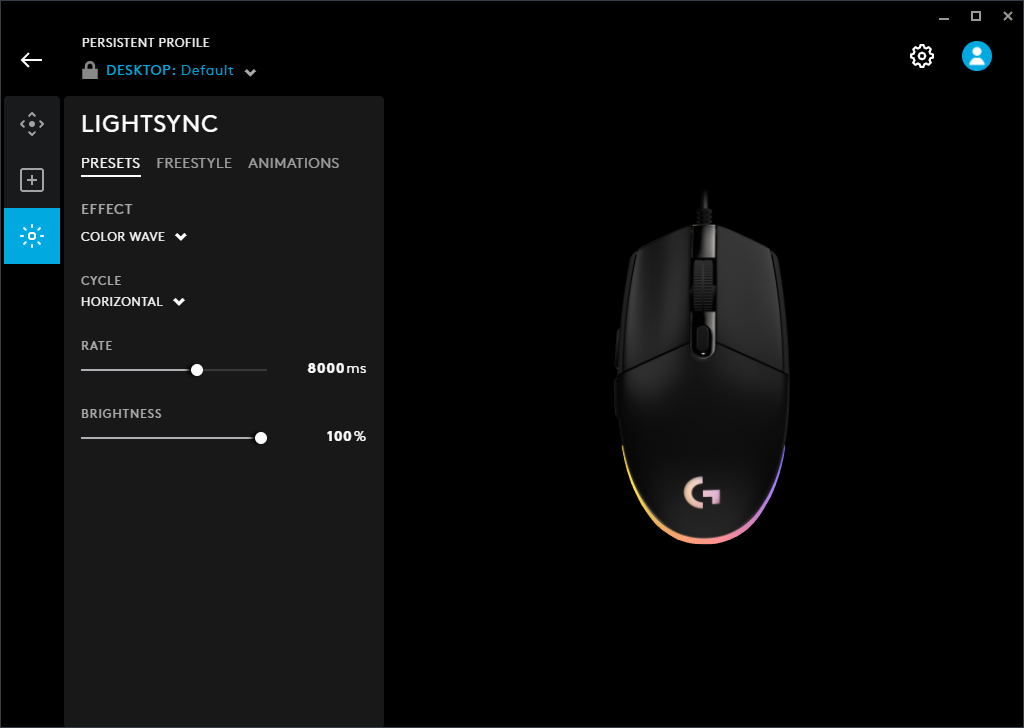 PERSISTENT PROFILE
DESKTOP: Default
LIGHTSYNC
PRESETS FREESTYLE ANIMATIONS
EFFECT
COLOR WAVE
CYCLE
HORIZONTAL
RATE
8000ms
BRIGHTNESS
100%
G